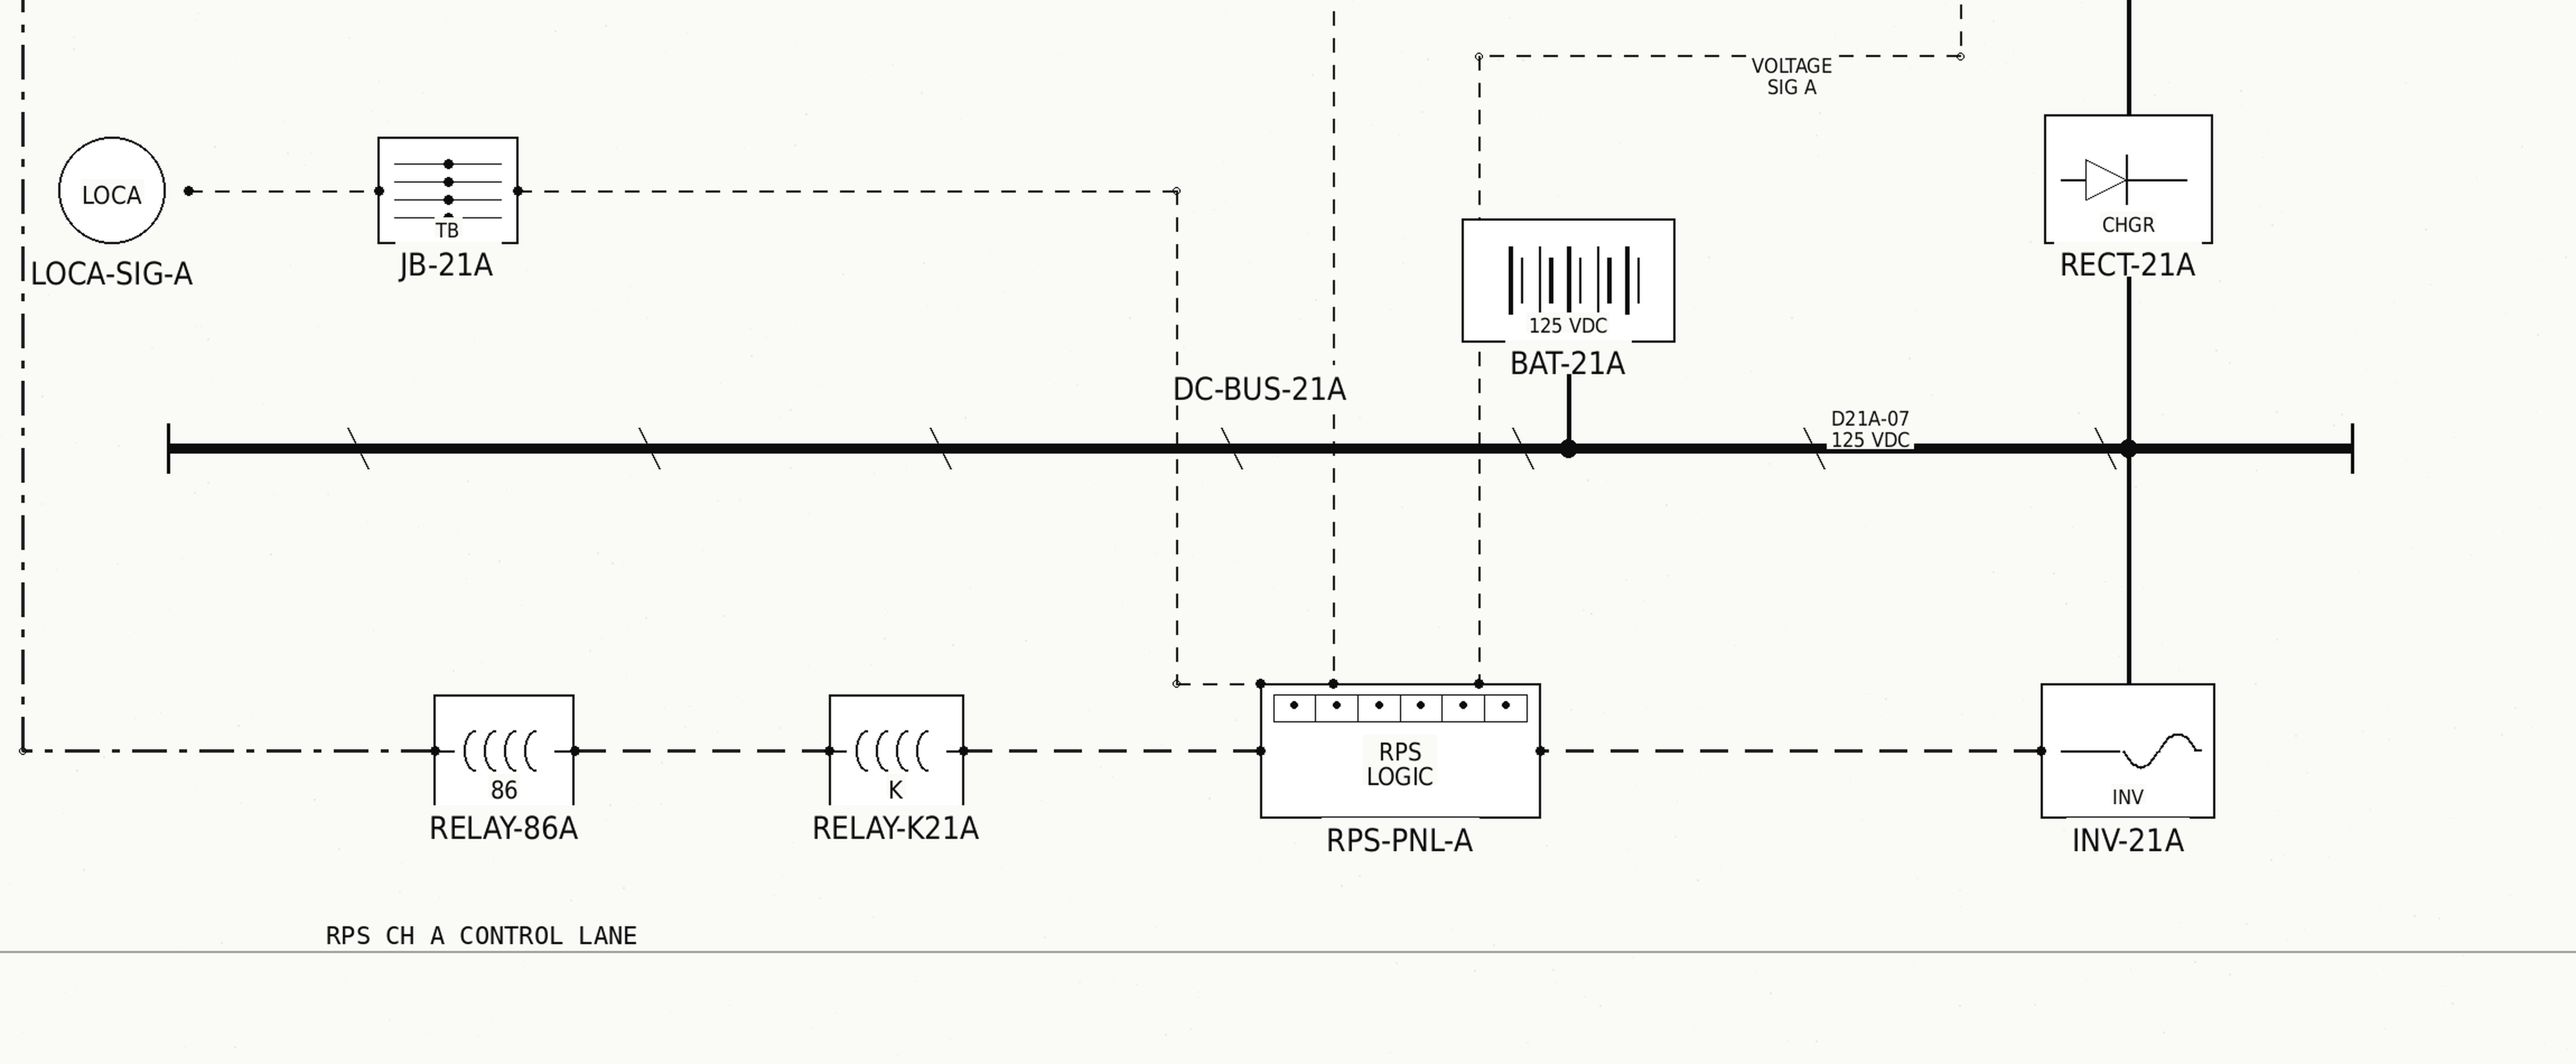 VOLTAGE
SIG A
LOCA
LOCA-SIG-A
TB
JB-21A
CHGR
RECT-21A
125 VDC
BAT-21A
DC-BUS-21A
D21A-07
125 VDC
86
RELAY-86A
K
RELAY-K21A
RPS
LOGIC
RPS-PNL-A
INV
INV-21A
RPS CH A CONTROL LANE